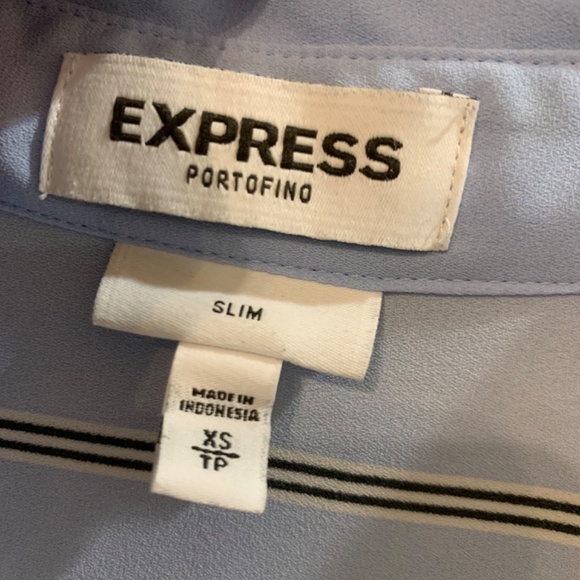 EXPRESS
PORTOFINO
SLIM
MADE IN
INDONESIA
XS
TP